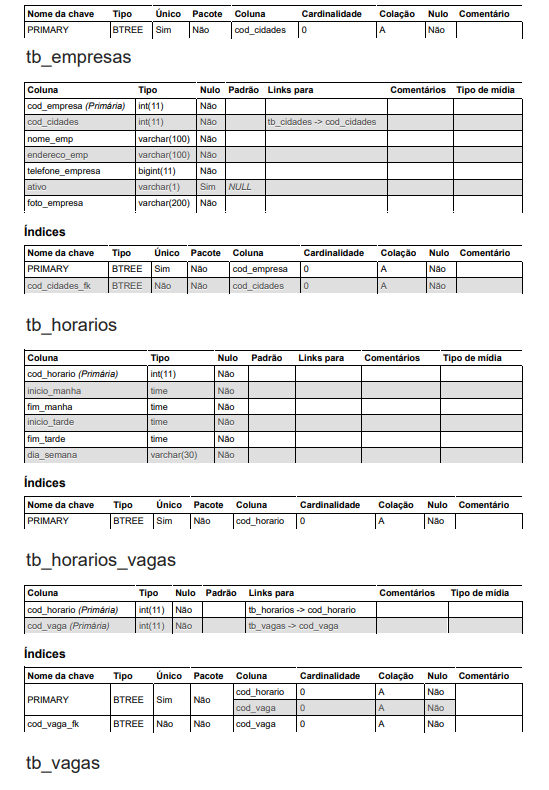 Nome da chave Tipo Único Pacote Coluna Cardinalidade Colação Nulo Comentário
PRIMARY BTREE Sim Não cod_cidades 0 A Não
tb_empresas
Coluna Tipo Nulo Padrão Links para Comentários Tipo de mídia
cod_empresa (Primária) int(11) Não
cod_cidades int(11) Não tb_cidades -> cod_cidades
nome_emp varchar(100) Não
endereco_emp varchar(100) Não
telefone_empresa bigint(11) Não
ativo varchar(1) Sim NULL
foto_empresa varchar(200) Não
Índices
Nome da chave Tipo Único Pacote Coluna Cardinalidade Colação Nulo Comentário
PRIMARY BTREE Sim Não cod_empresa 0 A Não
cod_cidades_fk BTREE Não Não cod_cidades 0 A Não
tb_horarios
Coluna Tipo Nulo Padrão Links para Comentários Tipo de mídia
cod_horario (Primária) int(11) Não
inicio_manha time Não
fim_manha time Não
inicio_tarde time Não
fim_tarde time Não
dia_semana varchar(30) Não
Índices
Nome da chave Tipo Único Pacote Coluna Cardinalidade Colação Nulo Comentário
PRIMARY BTREE Sim Não cod_horario 0 A Não
tb_horarios_vagas
Coluna Tipo Nulo Padrão Links para Comentários Tipo de mídia
cod_horario (Primária) int(11) Não tb_horarios -> cod_horario
cod_vaga (Primária) int(11) Não tb_vagas -> cod_vaga
Índices
Nome da chave Tipo Único Pacote Coluna Cardinalidade Colação Nulo Comentário
PRIMARY BTREE Sim Não cod_horario 0 A Não
cod_vaga 0 A Não
cod_vaga_fk BTREE Não Não cod_vaga 0 A Não
tb_vagas